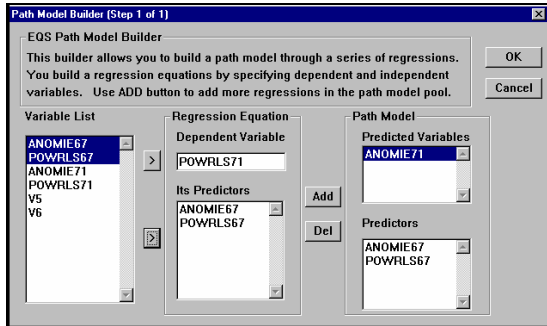 Path Model Builder (Step 1 of 1)
EQS Path Model Builder
This builder allows you to build a path model through a series of regressions.
You build a regression equations by specifying dependent and independent
variables. Use ADD button to add more regressions in the path model pool.
OK
Cancel
Variable List
ANOMIE67
POWRLS67
ANOMIE71
POWRLS71
V5
V6
>
>
Regression Equation
Dependent Variable
POWRLS71
Its Predictors
ANOMIE67
POWRLS67
Add
Del
Path Model
Predicted Variables
ANOMIE71
Predictors
ANOMIE67
POWRLS67